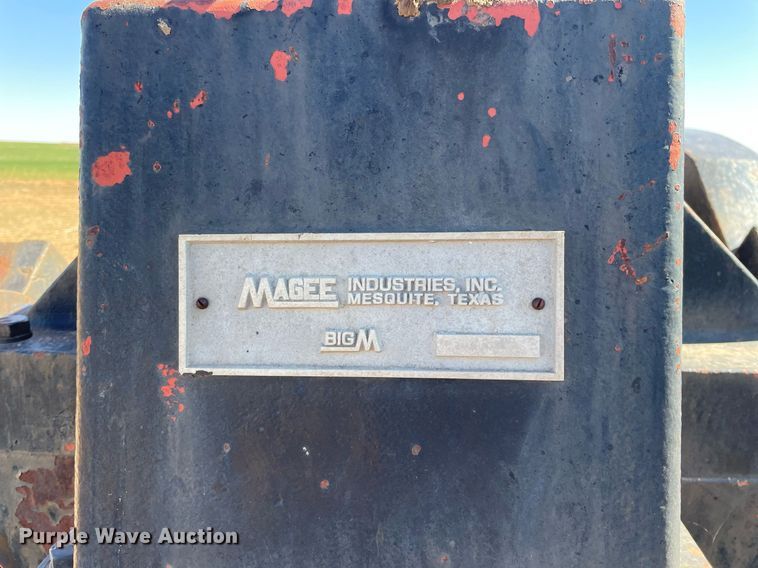 MAGEE INDUSTRIES, INC.
MESQUITE, TEXAS
BIG M
Purple Wave Auction